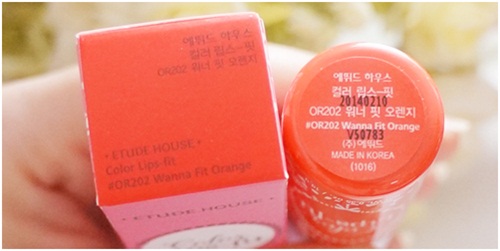 에뛰드 하우스
컬러 립스-핏
OR202 워너 핏 오렌지
• ETUDE HOUSE •
Color Lips-fit
#OR202 Wanna Fit Orange
• ETUDE HOUSE •
에뛰드 하우스
컬러 립스-핏
20140210
OR202 워너 핏 오렌지
#OR202 Wanna Fit Orange
VS0783
(주)에뛰드
MADE IN KOREA
(1016)